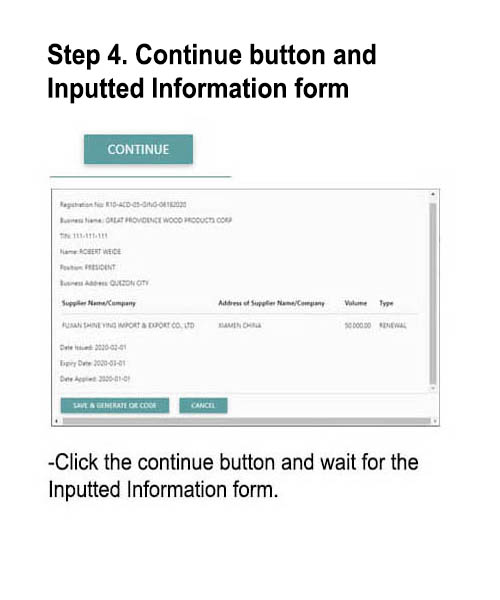 Step 4. Continue button and
Inputted Information form
CONTINUE
Registration No: R10-ACD-05-GING-06182020
Business Name: GREAT PROVIDENCE WOOD PRODUCTS CORP
TIN: 111-111-111
Name: ROBERT WEIDE
Position: PRESIDENT
Business Address: QUEZON CITY
Supplier Name/Company Address of Supplier Name/Company Volume Type
FUJIAN SHINE YING IMPORT & EXPORT CO., LTD XIAMEN CHINA 50,000.00 RENEWAL
Date Issued: 2020-02-01
Expiry Date: 2020-03-01
Date Applied: 2020-01-01
SAVE & GENERATE QR CODE CANCEL
-Click the continue button and wait for the
Inputted Information form.